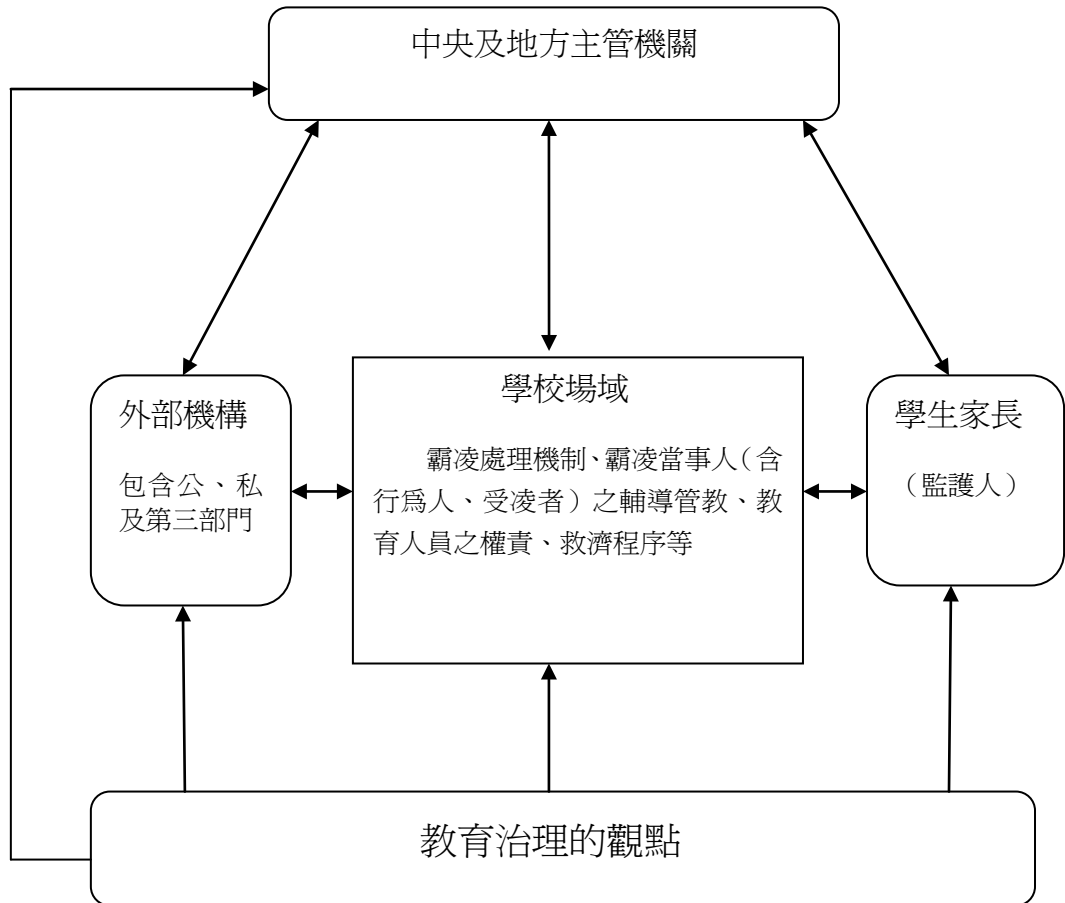 中央及地方主管機關
外部機構
包含公、私
及第三部門
學校場域
霸凌處理機制、霸凌當事人（含
行爲人、受凌者）之輔導管教、教
育人員之權責、救濟程序等
學生家長
（監護人）
教育治理的觀點